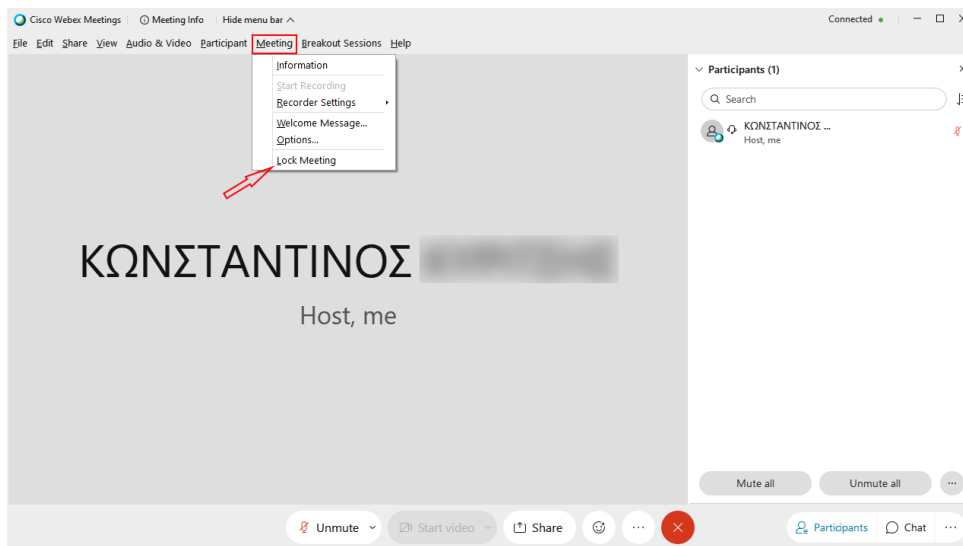 Cisco Webex Meetings Meeting Info Hide menu bar Connected
File Edit Share View Audio & Video Participant Meeting Breakout Sessions Help
Information
Start Recording
Recorder Settings
Welcome Message...
Options...
Lock Meeting
ΚΩΝΣΤΑΝΤΙΝΟΣ
Host, me
Participants (1)
Search
ΚΩΝΣΤΑΝΤΙΝΟΣ ...
Host, me
Mute all Unmute all ...
Unmute Start video Share ... Participants Chat ...